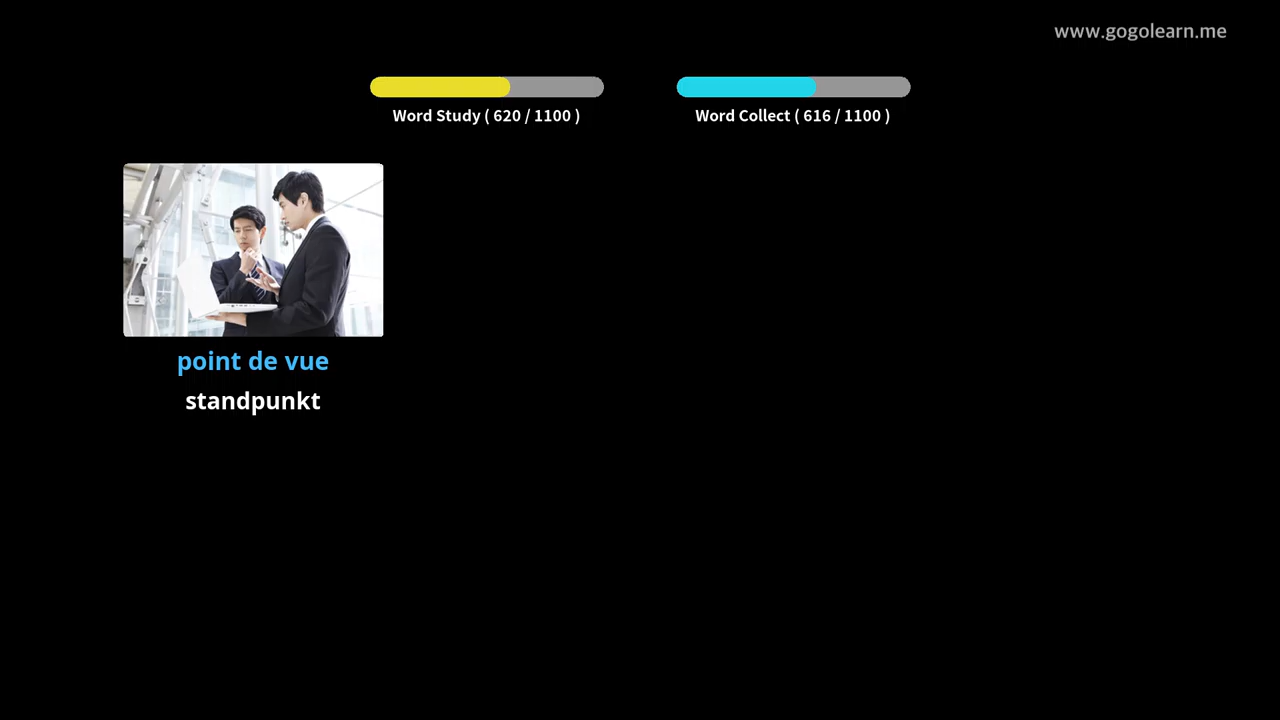 www.gogolearn.me
Word Study ( 620 / 1100 )
Word Collect ( 616 / 1100 )
point de vue
standpunkt